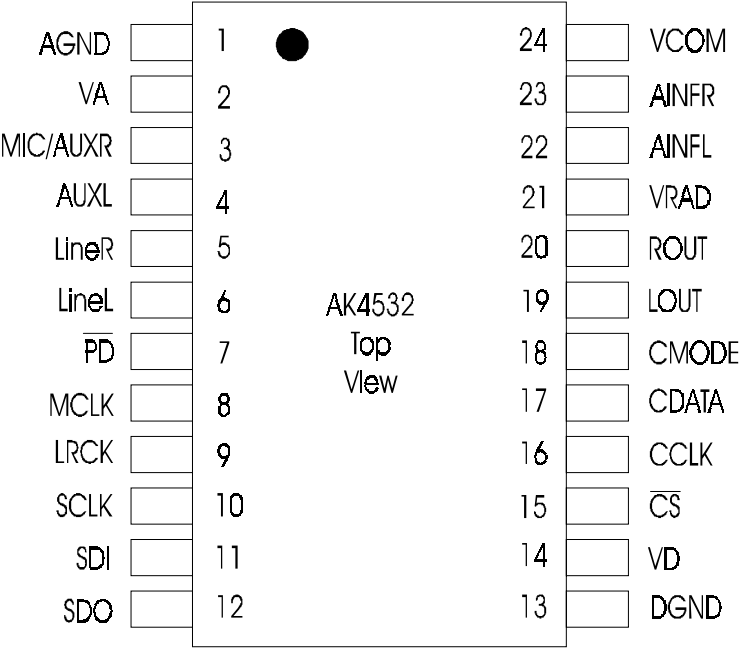 AGND 1 24 VCOM
VA 2 23 AINFR
MIC/AUXR 3 22 AINFL
AUXL 4 21 VRAD
LineR 5 20 ROUT
LineL 6 19 LOUT
AK4532
Top
View
PD 7 18 CMODE
MCLK 8 17 CDATA
LRCK 9 16 CCLK
SCLK 10 15 CS
SDI 11 14 VD
SDO 12 13 DGND